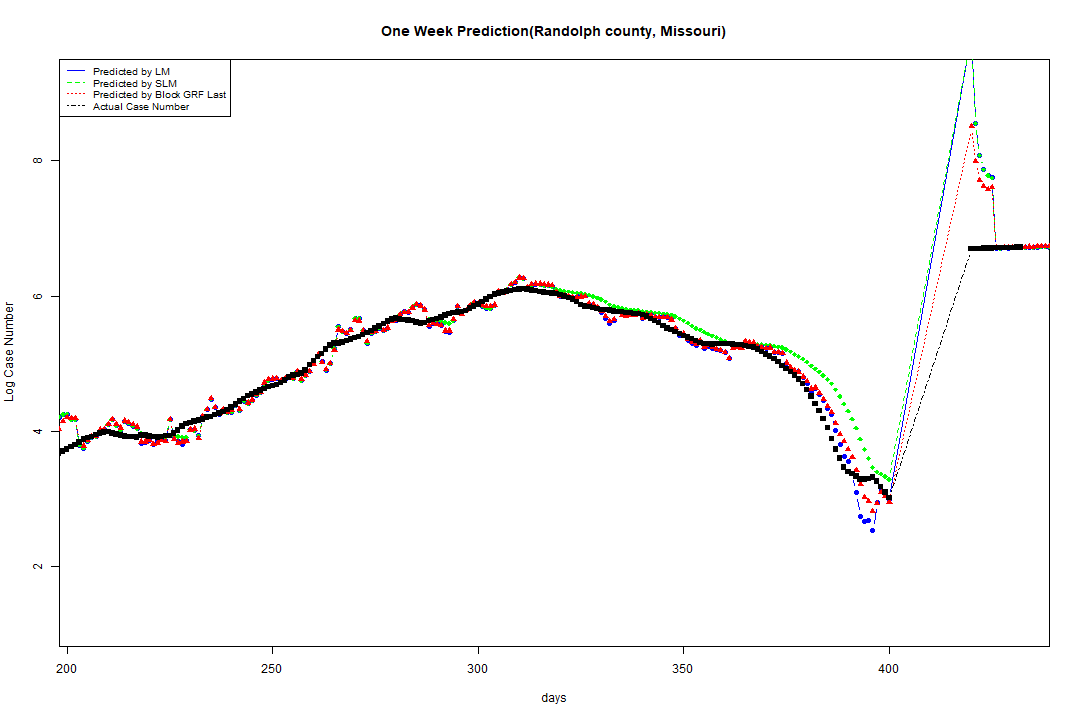 One Week Prediction(Randolph county, Missouri)
Predicted by LM
Predicted by SLM
Predicted by Block GRF Last
Actual Case Number
8
6
4
2
Log Case Number
200 250 300 350 400
days